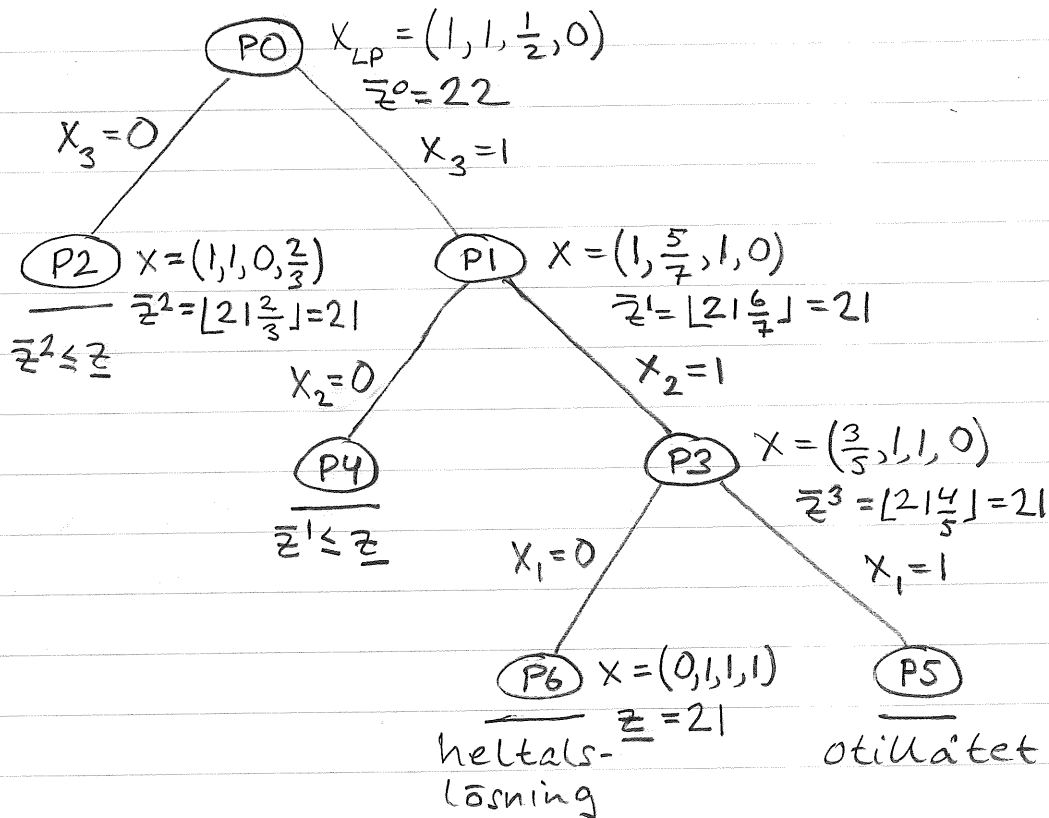 P0 X_LP = (1, 1, 1/2, 0)
z̄⁰ = 22
X₃ = 0
X₃ = 1
P2 X = (1, 1, 0, 2/3)
z̄² = ⌊21 2/3⌋ = 21
z̄² ≤ z̲
P1 X = (1, 5/7, 1, 0)
z̄¹ = ⌊21 6/7⌋ = 21
X₂ = 0
X₂ = 1
P4
z̄¹ ≤ z̲
P3 X = (3/5, 1, 1, 0)
z̄³ = ⌊21 4/5⌋ = 21
X₁ = 0
X₁ = 1
P6 X = (0, 1, 1, 1)
z̲ = 21
heltals-
lösning
P5
otillåtet